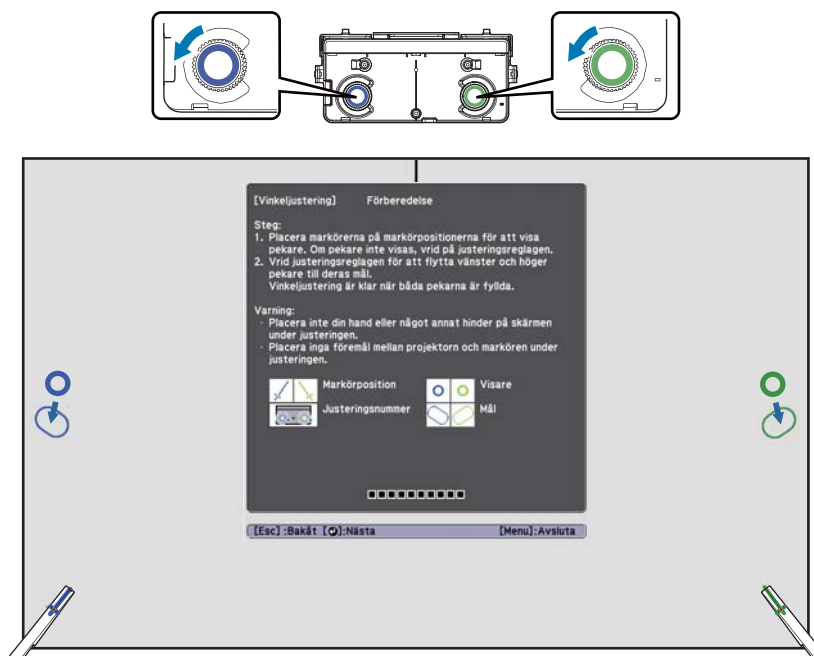 [Vinkeljustering] Förberedelse
Steg:
1. Placera markörerna på markörpositionerna för att visa
pekare. Om pekare inte visas, vrid på justeringsreglagen.
2. Vrid justeringsreglagen för att flytta vänster och höger
pekare till deras mål.
Vinkeljustering är klar när båda pekarna är fyllda.
Varning:
· Placera inte din hand eller något annat hinder på skärmen
under justeringen.
· Placera inga föremål mellan projektorn och markören under
justeringen.
Markörposition Visare
Justeringsnummer Mål
[Esc] :Bakåt [⏎]:Nästa [Menu]:Avsluta